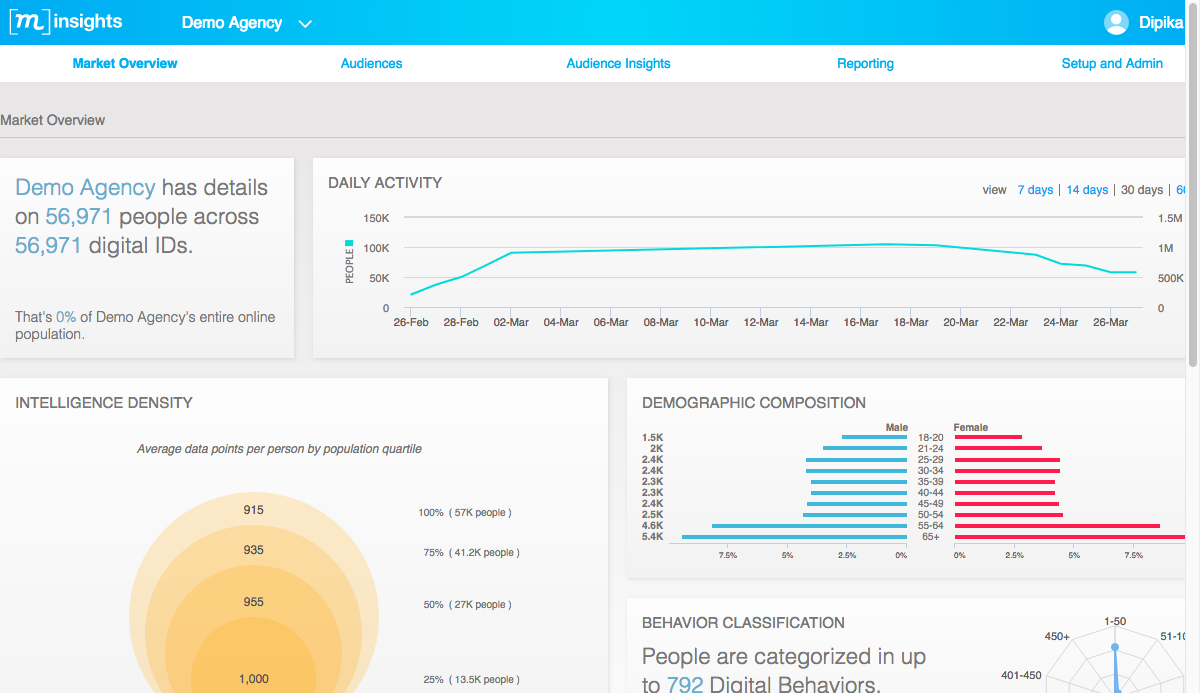 [m] insights
Demo Agency
Dipika
Market Overview
Audiences
Audience Insights
Reporting
Setup and Admin
Market Overview
Demo Agency has details
on 56,971 people across
56,971 digital IDs.
That's 0% of Demo Agency's entire online
population.
DAILY ACTIVITY
view 7 days | 14 days | 30 days |
150K
100K
50K
0
PEOPLE
1.5M
1M
500K
0
26-Feb 28-Feb 02-Mar 04-Mar 06-Mar 08-Mar 10-Mar 12-Mar 14-Mar 16-Mar 18-Mar 20-Mar 22-Mar 24-Mar 26-Mar
INTELLIGENCE DENSITY
Average data points per person by population quartile
915
100% ( 57K people )
935
75% ( 41.2K people )
955
50% ( 27K people )
1,000
25% ( 13.5K people )
DEMOGRAPHIC COMPOSITION
Male Female
1.5K 18-20
2K 21-24
2.4K 25-29
2.4K 30-34
2.3K 35-39
2.3K 40-44
2.4K 45-49
2.5K 50-54
4.6K 55-64
5.4K 65+
7.5% 5% 2.5% 0% 0% 2.5% 5% 7.5%
BEHAVIOR CLASSIFICATION
People are categorized in up
to 792 Digital Behaviors.
1-50
450+
401-450